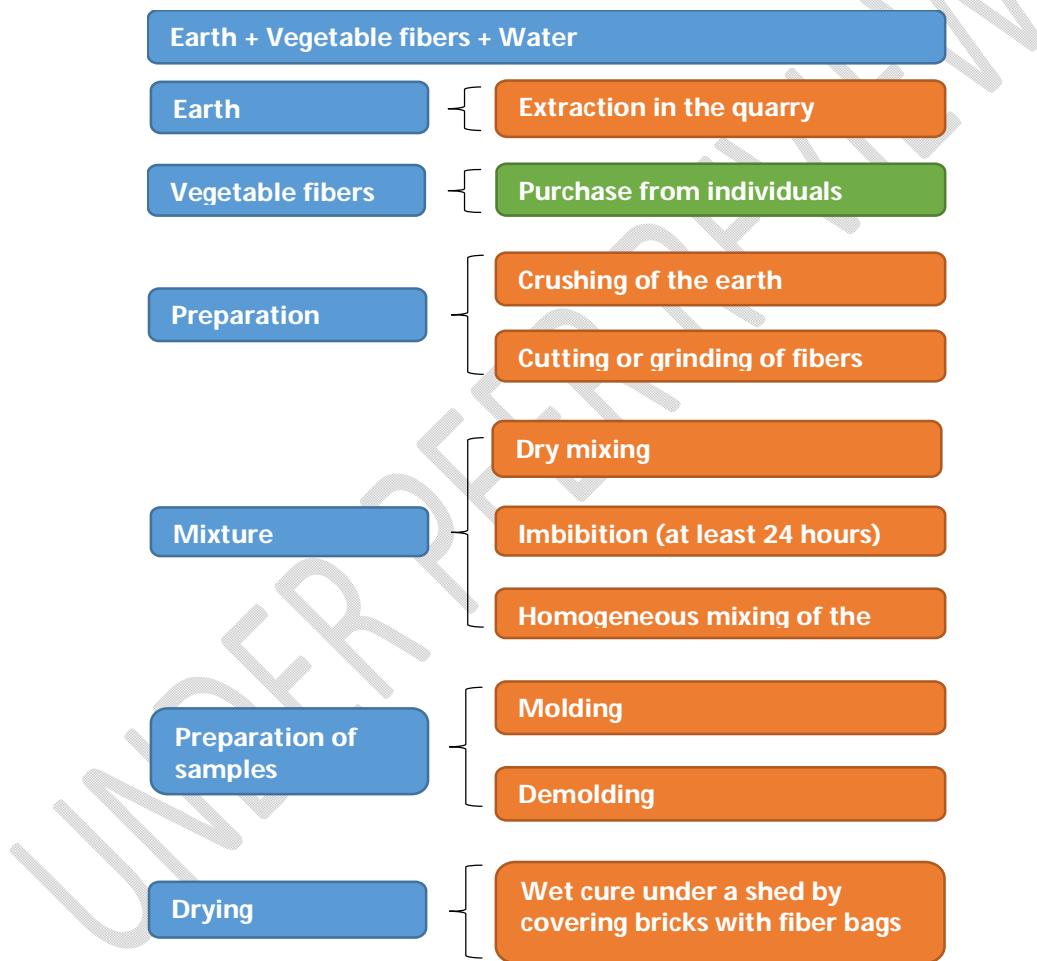 Earth + Vegetable fibers + Water
Earth
Extraction in the quarry
Vegetable fibers
Purchase from individuals
Preparation
Crushing of the earth
Cutting or grinding of fibers
Mixture
Dry mixing
Imbibition (at least 24 hours)
Homogeneous mixing of the
Preparation of
samples
Molding
Demolding
Drying
Wet cure under a shed by
covering bricks with fiber bags
UNDER PEER REVIEW